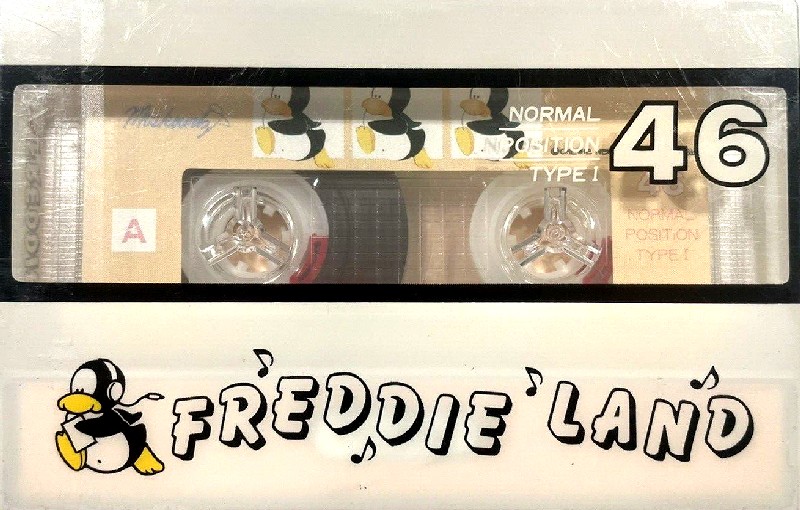 NORMAL
POSITION
TYPE I
46
A
NORMAL
POSITION
TYPE I
FREDDIE LAND